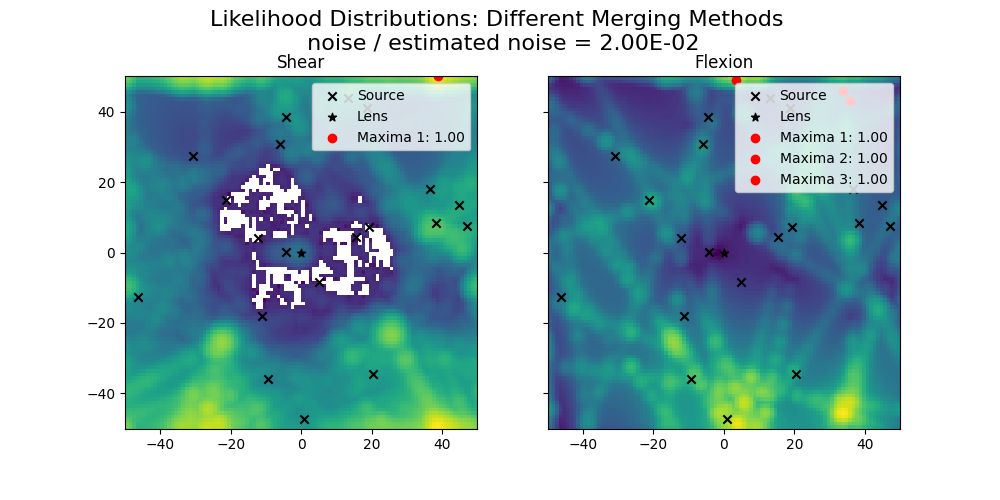 Likelihood Distributions: Different Merging Methods
noise / estimated noise = 2.00E-02
Shear
Flexion
Source
Lens
Maxima 1: 1.00
Source
Lens
Maxima 1: 1.00
Maxima 2: 1.00
Maxima 3: 1.00
40
20
0
−20
−40
−40 −20 0 20 40
−40 −20 0 20 40